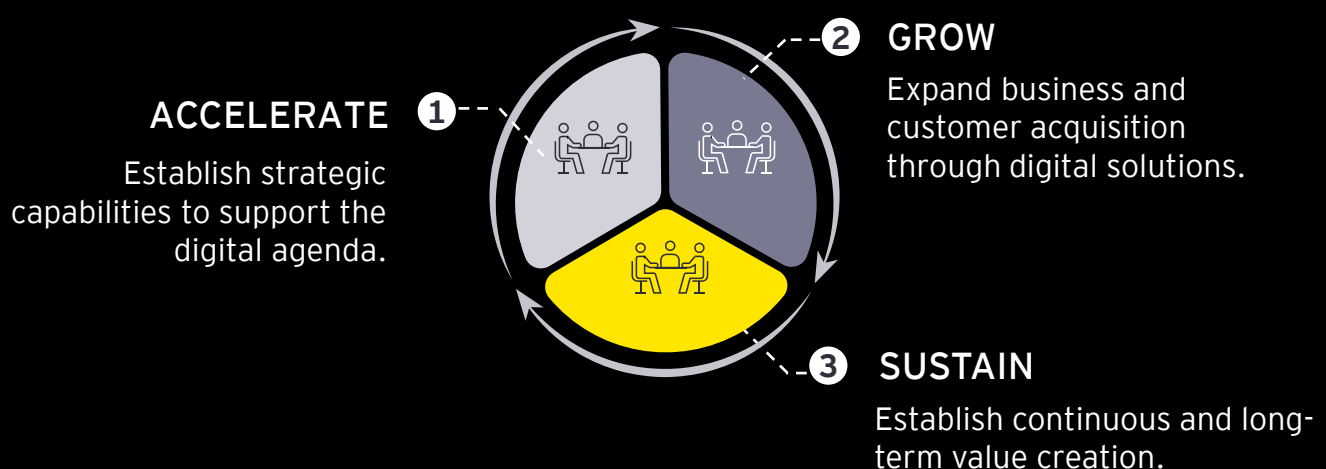 1
ACCELERATE
Establish strategic
capabilities to support the
digital agenda.
2
GROW
Expand business and
customer acquisition
through digital solutions.
3
SUSTAIN
Establish continuous and long-
term value creation.